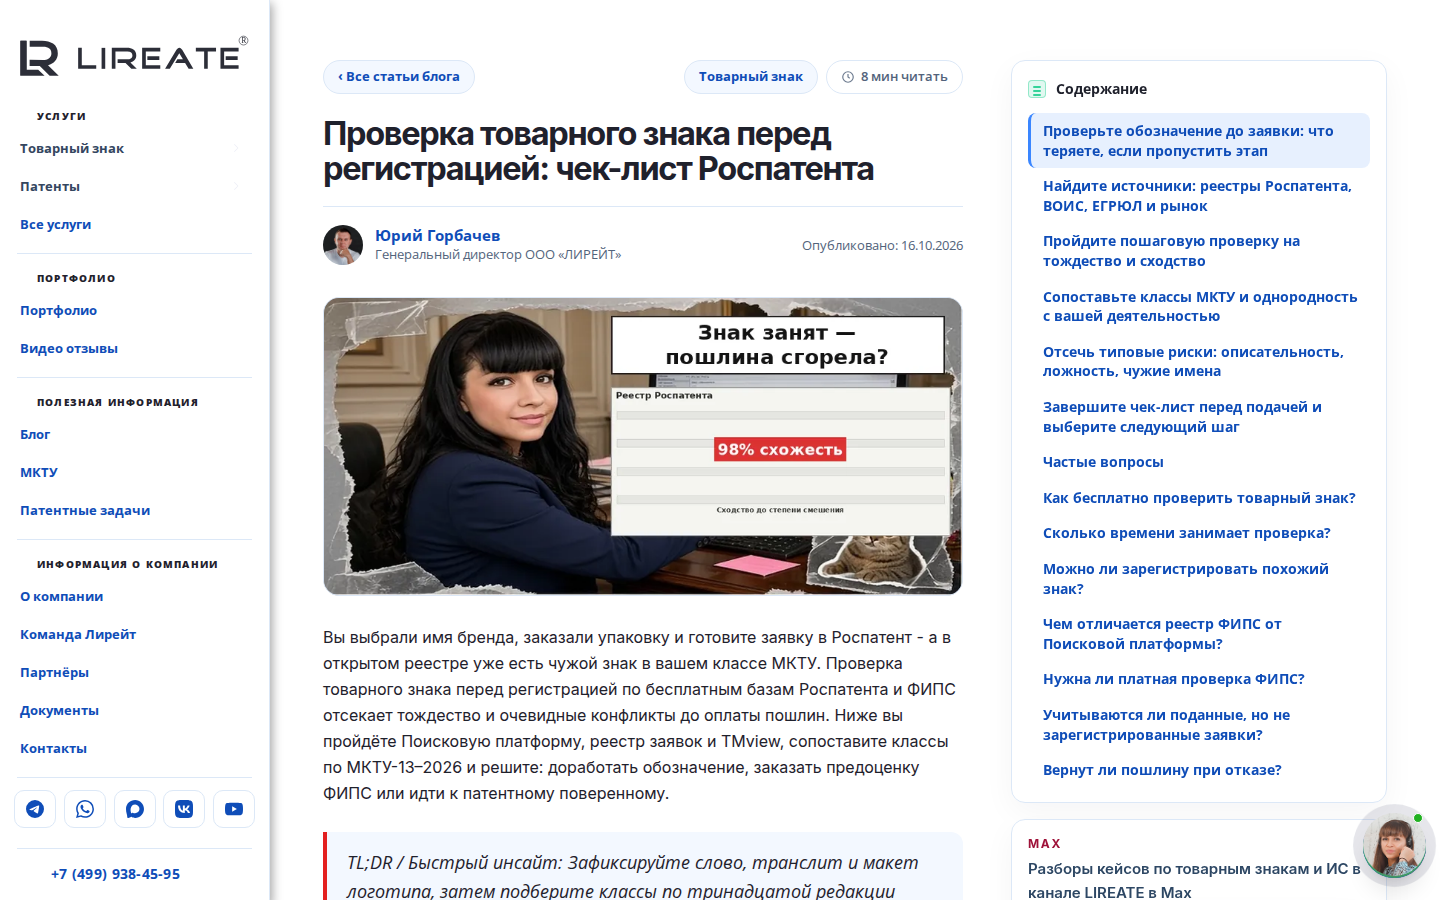 LIREATE®
УСЛУГИ
Товарный знак
Патенты
Все услуги
ПОРТФОЛИО
Портфолио
Видео отзывы
ПОЛЕЗНАЯ ИНФОРМАЦИЯ
Блог
МКТУ
Патентные задачи
ИНФОРМАЦИЯ О КОМПАНИИ
О компании
Команда Лирейт
Партнёры
Документы
Контакты
+7 (499) 938-45-95
‹ Все статьи блога
Товарный знак
8 мин читать
Проверка товарного знака перед
регистрацией: чек-лист Роспатента
Юрий Горбачев
Генеральный директор ООО «ЛИРЕЙТ»
Опубликовано: 16.10.2026
Знак занят —
пошлина сгорела?
Реестр Роспатента
98% схожесть
Сходство до степени смешения
Вы выбрали имя бренда, заказали упаковку и готовите заявку в Роспатент - а в
открытом реестре уже есть чужой знак в вашем классе МКТУ. Проверка
товарного знака перед регистрацией по бесплатным базам Роспатента и ФИПС
отсекает тождество и очевидные конфликты до оплаты пошлин. Ниже вы
пройдёте Поисковую платформу, реестр заявок и TMview, сопоставите классы
по МКТУ-13–2026 и решите: доработать обозначение, заказать предоценку
ФИПС или идти к патентному поверенному.
TL;DR / Быстрый инсайт: Зафиксируйте слово, транслит и макет
логотипа, затем подберите классы по тринадцатой редакции
Содержание
Проверьте обозначение до заявки: что
теряете, если пропустить этап
Найдите источники: реестры Роспатента,
ВОИС, ЕГРЮЛ и рынок
Пройдите пошаговую проверку на
тождество и сходство
Сопоставьте классы МКТУ и однородность
с вашей деятельностью
Отсечь типовые риски: описательность,
ложность, чужие имена
Завершите чек-лист перед подачей и
выберите следующий шаг
Частые вопросы
Как бесплатно проверить товарный знак?
Сколько времени занимает проверка?
Можно ли зарегистрировать похожий
знак?
Чем отличается реестр ФИПС от
Поисковой платформы?
Нужна ли платная проверка ФИПС?
Учитываются ли поданные, но не
зарегистрированные заявки?
Вернут ли пошлину при отказе?
MAX
Разборы кейсов по товарным знакам и ИС в
канале LIREATE в Max